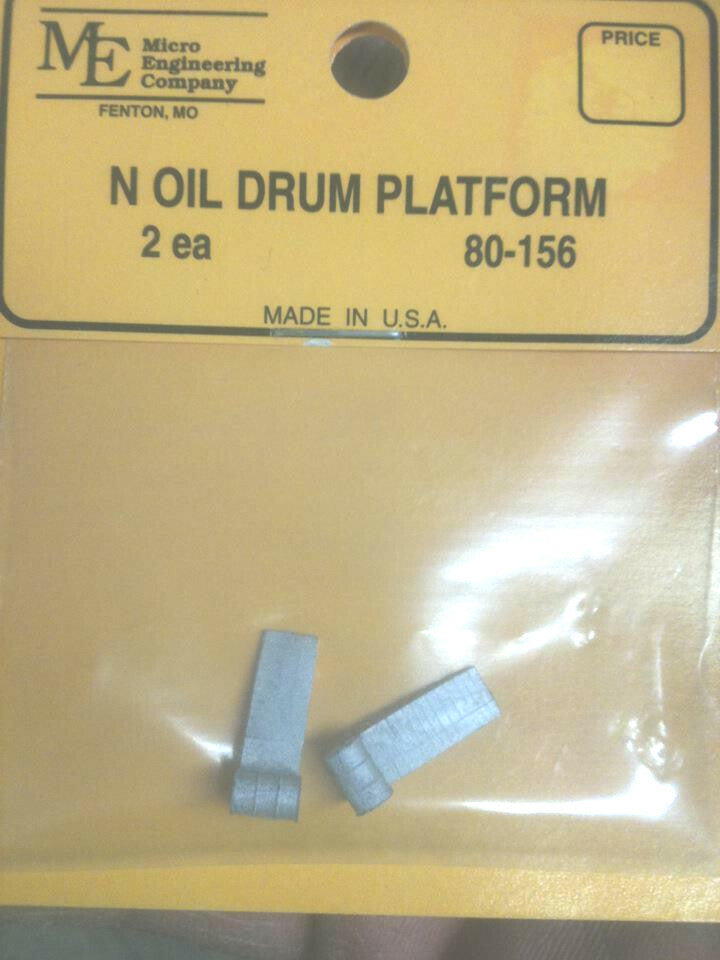 ME Micro
Engineering
Company
FENTON, MO
PRICE
N OIL DRUM PLATFORM
2 ea 80-156
MADE IN U.S.A.